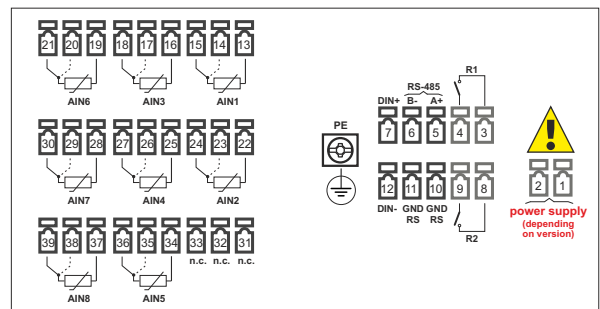 21 20 19 18 17 16 15 14 13
AIN6 AIN3 AIN1
30 29 28 27 26 25 24 23 22
AIN7 AIN4 AIN2
39 38 37 36 35 34 33 32 31
n.c. n.c. n.c.
AIN8 AIN5
PE
R1
RS-485
DIN+ B- A+
7 6 5 4 3
12 11 10 9 8
DIN- GND GND
RS RS
R2
2 1
power supply
(depending
on version)